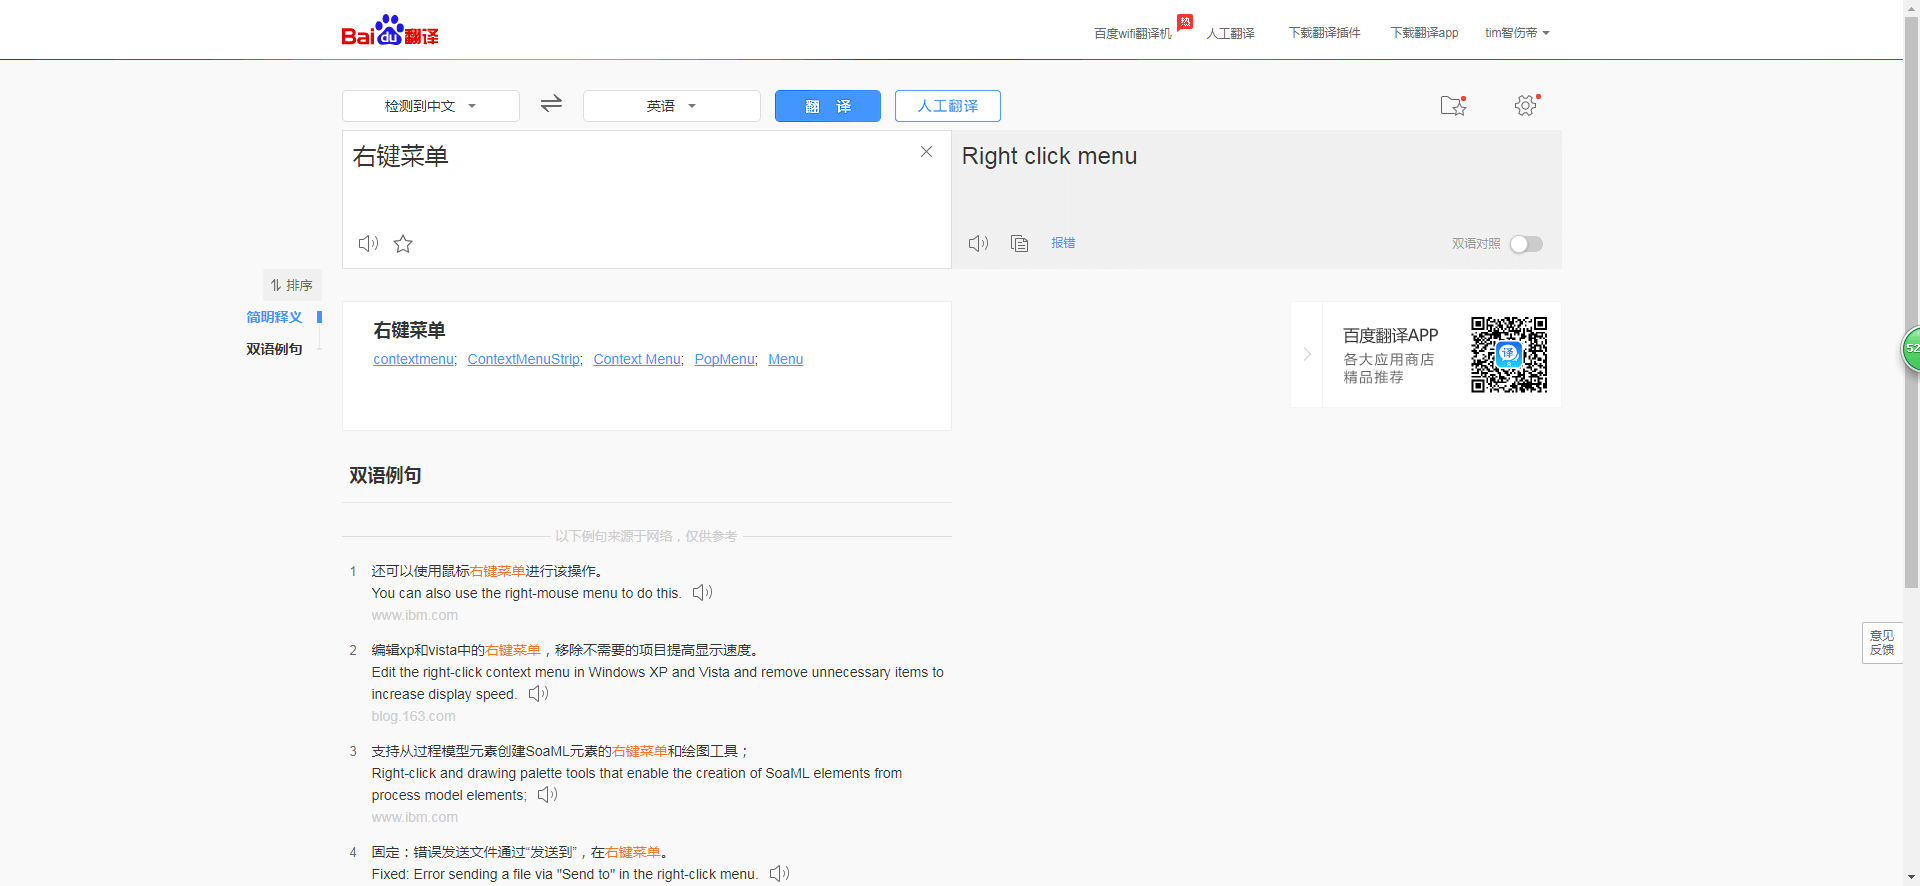 Bai du 翻译
百度wifi翻译机 热 人工翻译 下载翻译插件 下载翻译app tim智伤帝
检测到中文 英语 翻 译 人工翻译
右键菜单
Right click menu
报错 双语对照
排序
简明释义
双语例句
右键菜单
contextmenu; ContextMenuStrip; Context Menu; PopMenu; Menu
百度翻译APP
各大应用商店
精品推荐
译
52
双语例句
以下例句来源于网络，仅供参考
1 还可以使用鼠标右键菜单进行该操作。
You can also use the right-mouse menu to do this.
www.ibm.com
2 编辑xp和vista中的右键菜单，移除不需要的项目提高显示速度。
Edit the right-click context menu in Windows XP and Vista and remove unnecessary items to
increase display speed.
blog.163.com
3 支持从过程模型元素创建SoaML元素的右键菜单和绘图工具；
Right-click and drawing palette tools that enable the creation of SoaML elements from
process model elements;
www.ibm.com
4 固定：错误发送文件通过“发送到”，在右键菜单。
Fixed: Error sending a file via "Send to" in the right-click menu.
意见
反馈